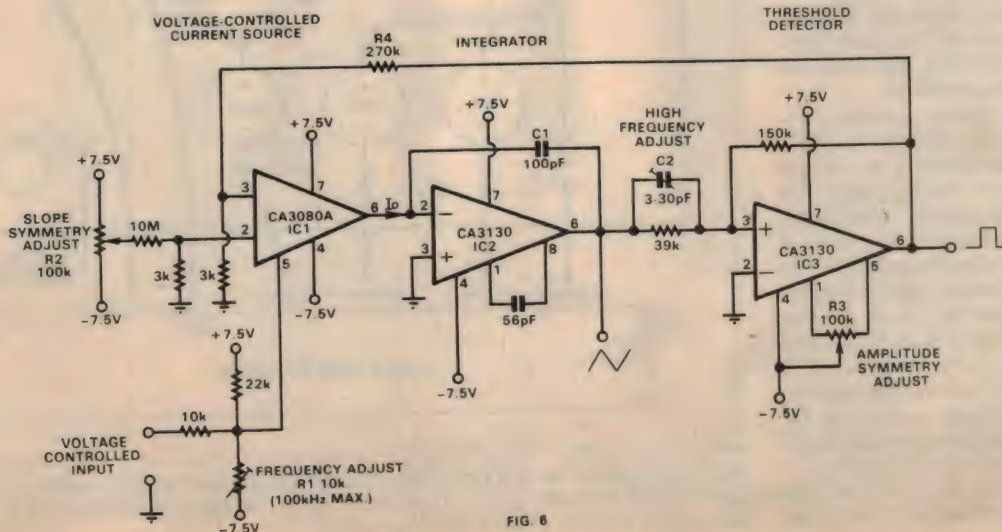 VOLTAGE-CONTROLLED
CURRENT SOURCE
R4
270k
INTEGRATOR
THRESHOLD
DETECTOR
+7.5V
SLOPE
SYMMETRY
ADJUST
R2
100k
-7.5V
10M
3k
3k
3
2
+7.5V
7
CA3080A
IC1
6
4
5
-7.5V
Io
C1
100pF
+7.5V
7
2
-
3
+
CA3130
IC2
6
8
1
4
56pF
-7.5V
HIGH
FREQUENCY
ADJUST
C2
3-30pF
39k
150k
+7.5V
7
3
+
2
-
CA3130
IC3
6
5
4
1
R3
100k
AMPLITUDE
SYMMETRY
ADJUST
-7.5V
+7.5V
22k
10k
VOLTAGE
CONTROLLED
INPUT
FREQUENCY ADJUST
R1 10k
(100kHz MAX.)
-7.5V
FIG. 6